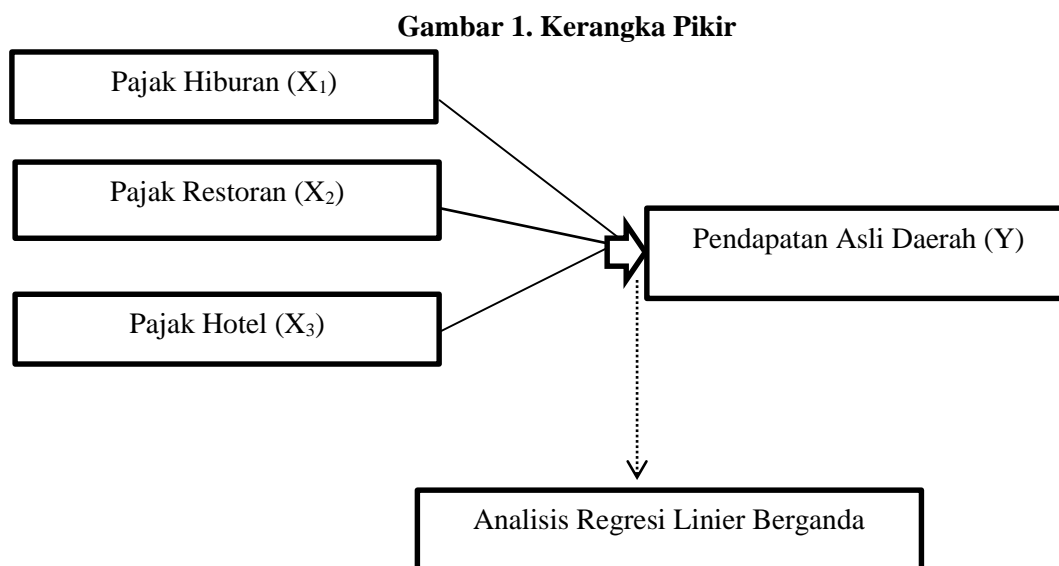 Gambar 1. Kerangka Pikir
Pajak Hiburan (X₁)
Pajak Restoran (X₂)
Pendapatan Asli Daerah (Y)
Pajak Hotel (X₃)
Analisis Regresi Linier Berganda